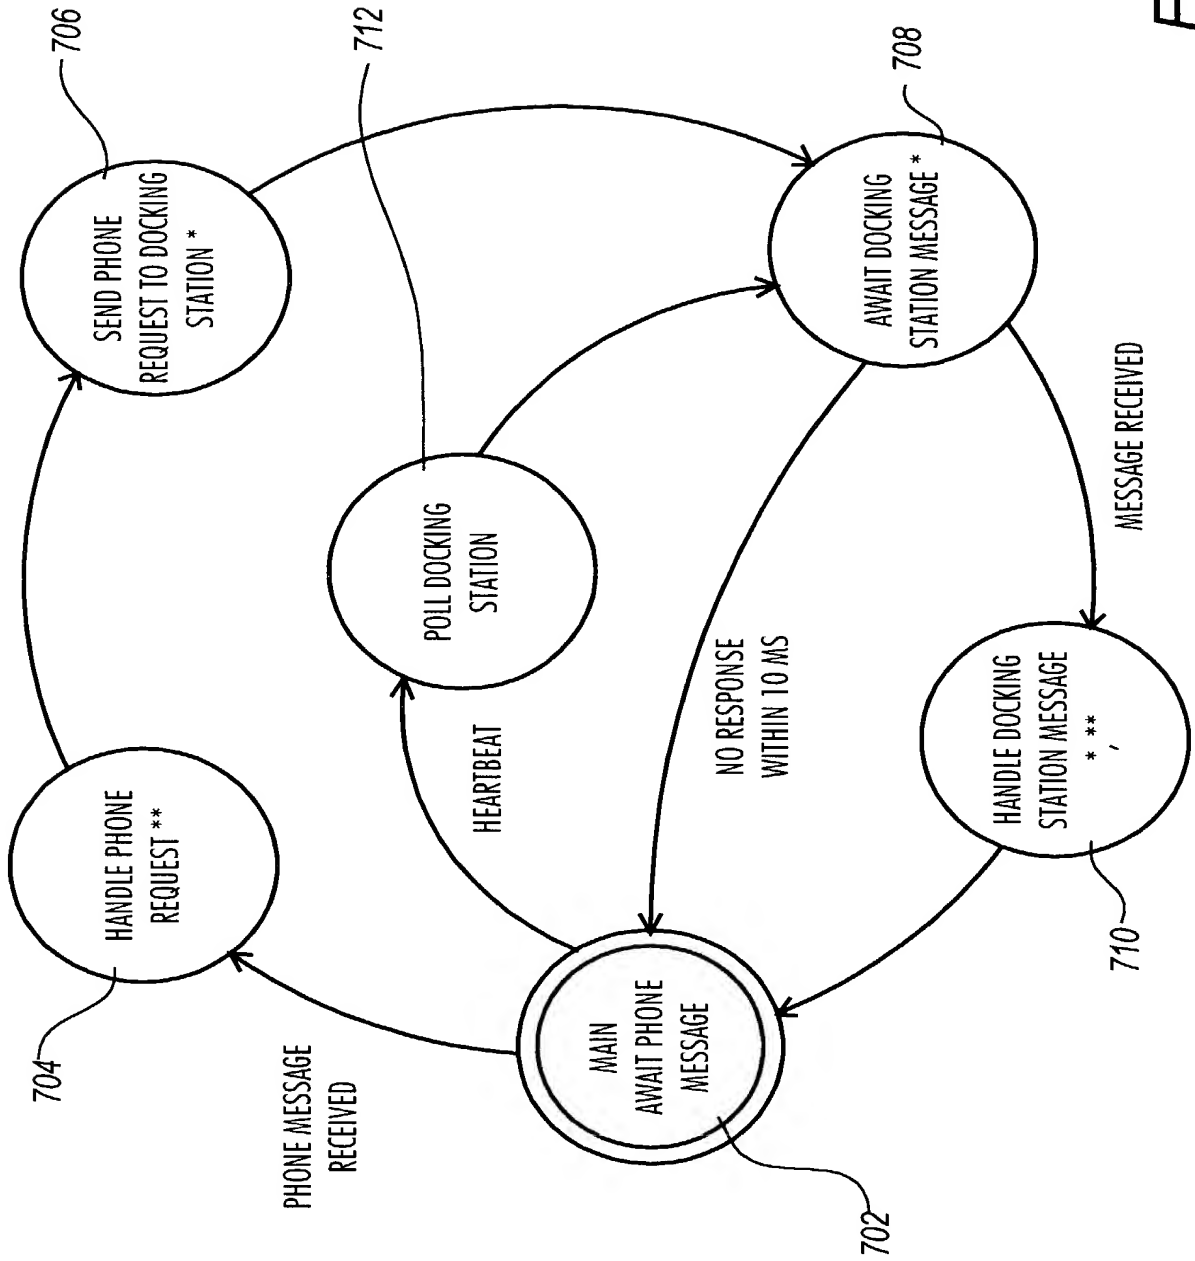 PHONE MESSAGE
RECEIVED
704
HANDLE PHONE
REQUEST **
706
SEND PHONE
REQUEST TO DOCKING
STATION *
712
POLL DOCKING
STATION
HEARTBEAT
MAIN
AWAIT PHONE
MESSAGE
702
NO RESPONSE
WITHIN 10 MS
708
AWAIT DOCKING
STATION MESSAGE *
MESSAGE RECEIVED
HANDLE DOCKING
STATION MESSAGE
* , **
710